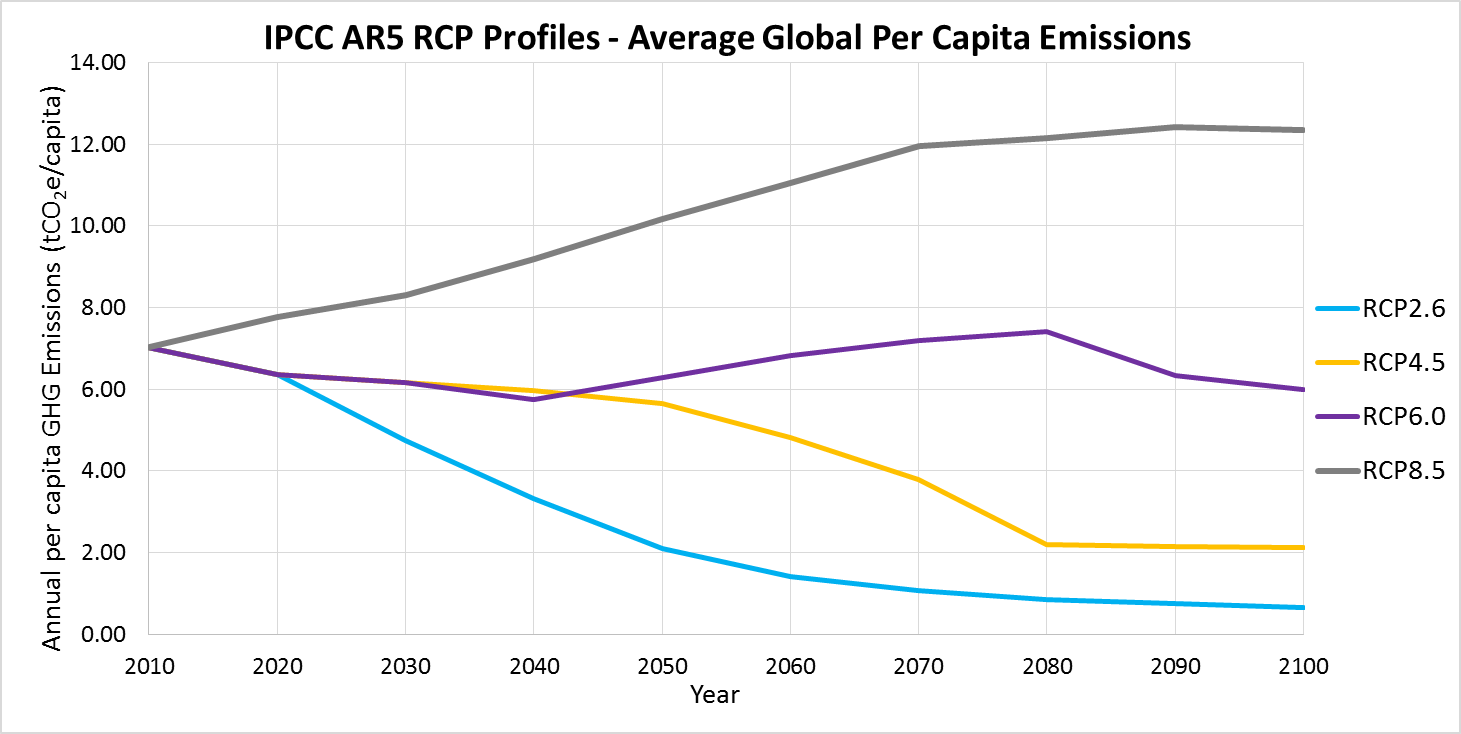 IPCC AR5 RCP Profiles - Average Global Per Capita Emissions
Annual per capita GHG Emissions (tCO₂e/capita)
14.00
12.00
10.00
8.00
6.00
4.00
2.00
0.00
2010 2020 2030 2040 2050 2060 2070 2080 2090 2100
Year
RCP2.6
RCP4.5
RCP6.0
RCP8.5